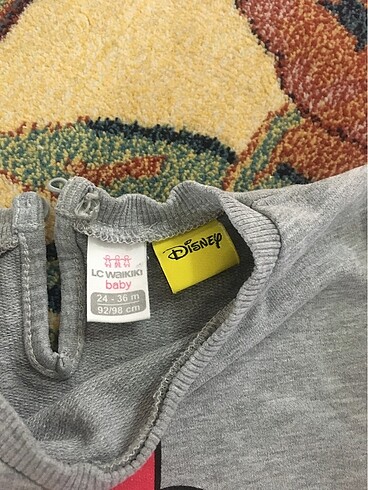 LC WAIKIKI
baby
24 - 36 m
92/98 cm
DISNEY